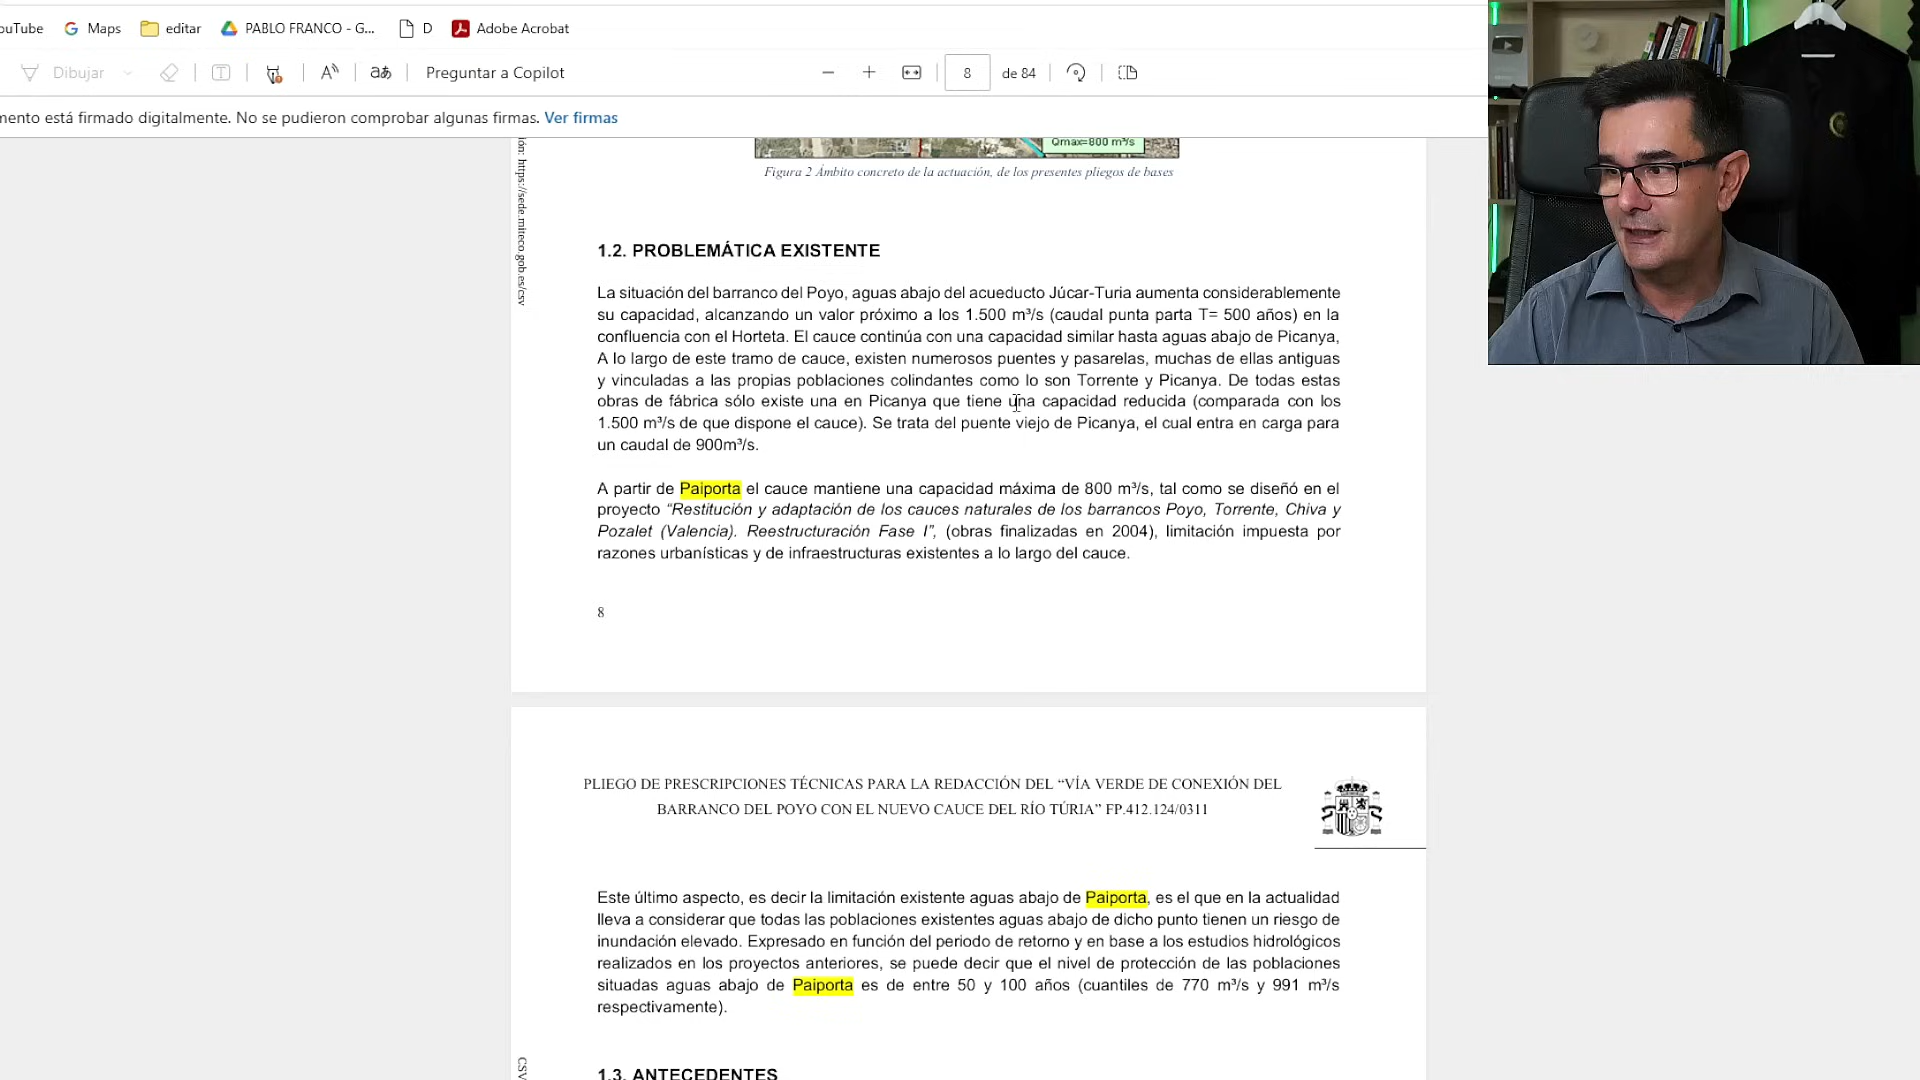 ouTube
Maps
editar
PABLO FRANCO - G...
D
Adobe Acrobat
Dibujar
Preguntar a Copilot
8
de 84
mento está firmado digitalmente. No se pudieron comprobar algunas firmas. Ver firmas
ión: https://sede.miteco.gob.es/csv
Qmax=800 m³/s
Figura 2 Ámbito concreto de la actuación, de los presentes pliegos de bases
1.2. PROBLEMÁTICA EXISTENTE
La situación del barranco del Poyo, aguas abajo del acueducto Júcar-Turia aumenta considerablemente
su capacidad, alcanzando un valor próximo a los 1.500 m³/s (caudal punta parta T= 500 años) en la
confluencia con el Horteta. El cauce continúa con una capacidad similar hasta aguas abajo de Picanya,
A lo largo de este tramo de cauce, existen numerosos puentes y pasarelas, muchas de ellas antiguas
y vinculadas a las propias poblaciones colindantes como lo son Torrente y Picanya. De todas estas
obras de fábrica sólo existe una en Picanya que tiene una capacidad reducida (comparada con los
1.500 m³/s de que dispone el cauce). Se trata del puente viejo de Picanya, el cual entra en carga para
un caudal de 900m³/s.
A partir de Paiporta el cauce mantiene una capacidad máxima de 800 m³/s, tal como se diseñó en el
proyecto “Restitución y adaptación de los cauces naturales de los barrancos Poyo, Torrente, Chiva y
Pozalet (Valencia). Reestructuración Fase I”, (obras finalizadas en 2004), limitación impuesta por
razones urbanísticas y de infraestructuras existentes a lo largo del cauce.
8
PLIEGO DE PRESCRIPCIONES TÉCNICAS PARA LA REDACCIÓN DEL “VÍA VERDE DE CONEXIÓN DEL
BARRANCO DEL POYO CON EL NUEVO CAUCE DEL RÍO TÚRIA” FP.412.124/0311
Este último aspecto, es decir la limitación existente aguas abajo de Paiporta, es el que en la actualidad
lleva a considerar que todas las poblaciones existentes aguas abajo de dicho punto tienen un riesgo de
inundación elevado. Expresado en función del periodo de retorno y en base a los estudios hidrológicos
realizados en los proyectos anteriores, se puede decir que el nivel de protección de las poblaciones
situadas aguas abajo de Paiporta es de entre 50 y 100 años (cuantiles de 770 m³/s y 991 m³/s
respectivamente).
CSV
1.3. ANTECEDENTES